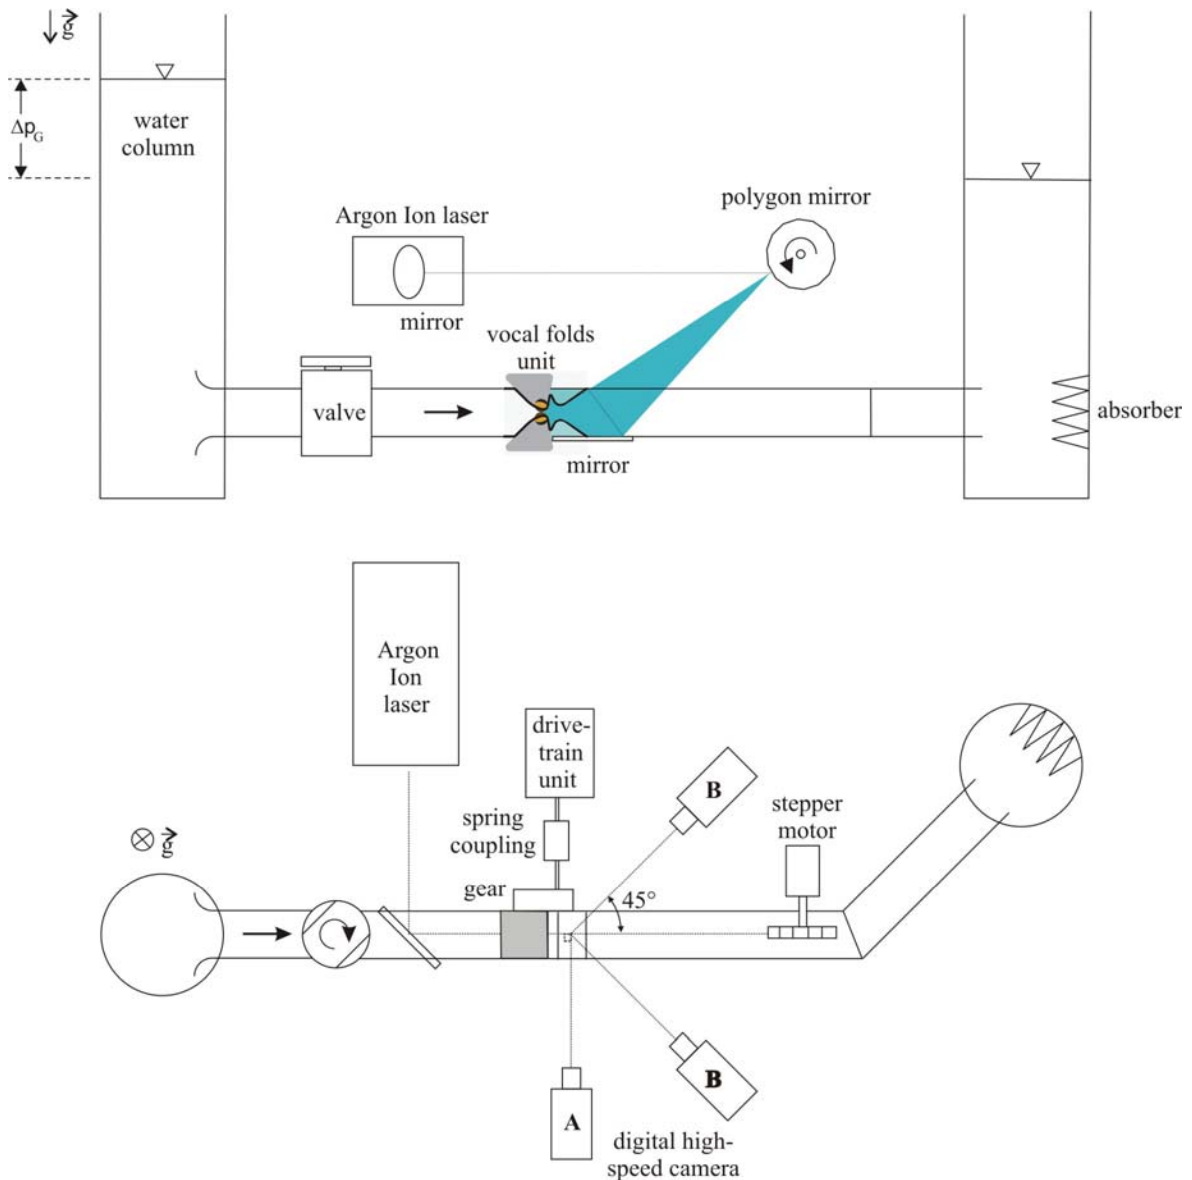 g
Δp_G
water
column
Argon Ion laser
mirror
polygon mirror
vocal folds
unit
valve
mirror
absorber
Argon
Ion
laser
drive-
train
unit
spring
coupling
gear
B
stepper
motor
45°
g
B
A
digital high-
speed camera